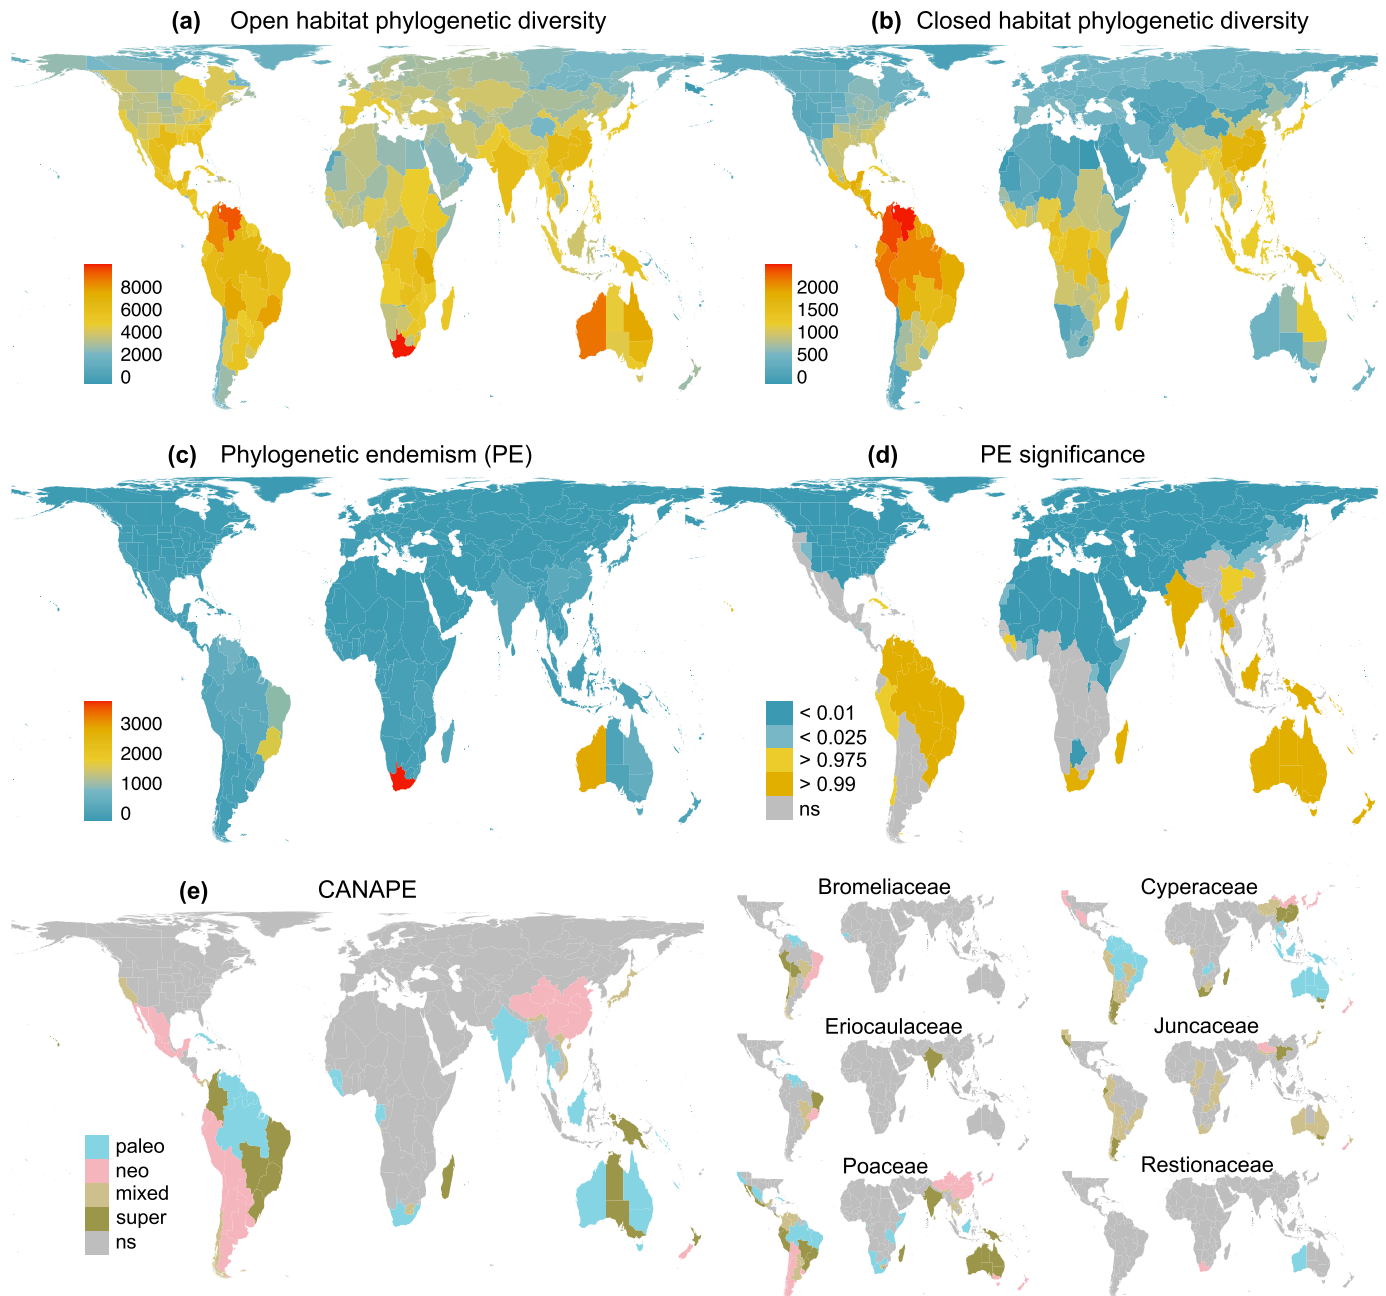 (a) Open habitat phylogenetic diversity
8000
6000
4000
2000
0
(b) Closed habitat phylogenetic diversity
2000
1500
1000
500
0
(c) Phylogenetic endemism (PE)
3000
2000
1000
0
(d) PE significance
< 0.01
< 0.025
> 0.975
> 0.99
ns
(e) CANAPE
paleo
neo
mixed
super
ns
Bromeliaceae
Cyperaceae
Eriocaulaceae
Juncaceae
Poaceae
Restionaceae